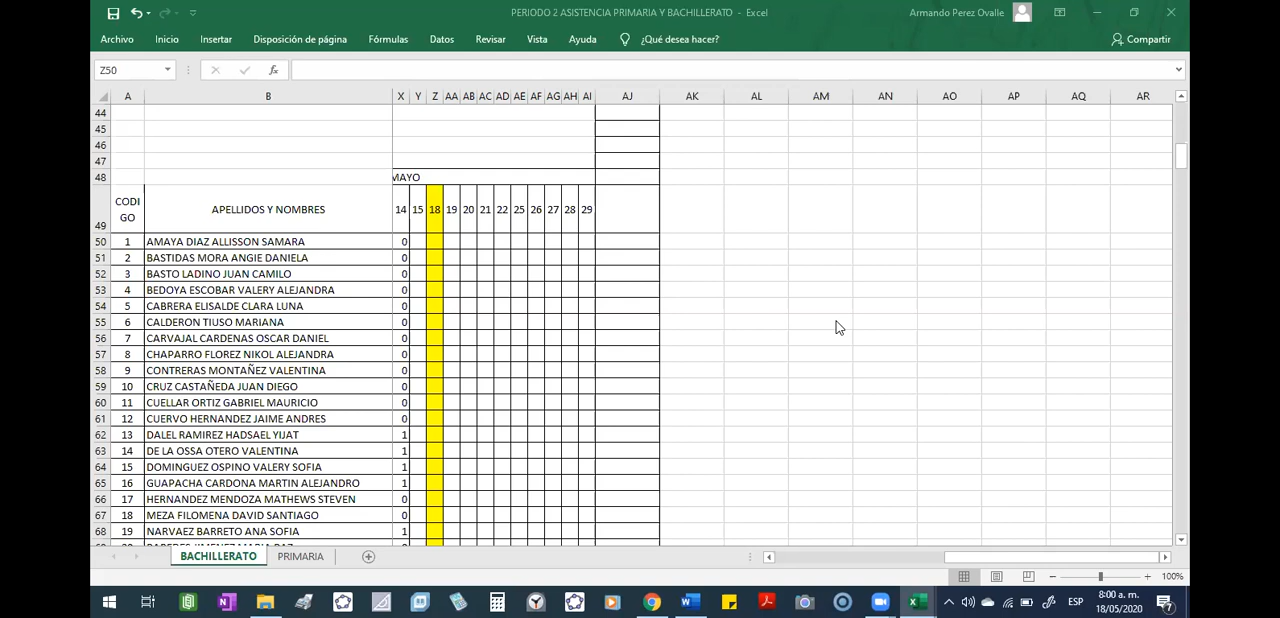 PERIODO 2 ASISTENCIA PRIMARIA Y BACHILLERATO - Excel
Armando Perez Ovalle
Archivo Inicio Insertar Disposición de página Fórmulas Datos Revisar Vista Ayuda ¿Qué desea hacer? Compartir
Z50 fx
A B X Y Z AA AB AC AD AE AF AG AH AI AJ AK AL AM AN AO AP AQ AR
44
45
46
47
48 MAYO
49 CODI GO APELLIDOS Y NOMBRES 14 15 18 19 20 21 22 25 26 27 28 29
50 1 AMAYA DIAZ ALLISSON SAMARA 0
51 2 BASTIDAS MORA ANGIE DANIELA 0
52 3 BASTO LADINO JUAN CAMILO 0
53 4 BEDOYA ESCOBAR VALERY ALEJANDRA 0
54 5 CABRERA ELISALDE CLARA LUNA 0
55 6 CALDERON TIUSO MARIANA 0
56 7 CARVAJAL CARDENAS OSCAR DANIEL 0
57 8 CHAPARRO FLOREZ NIKOL ALEJANDRA 0
58 9 CONTRERAS MONTAÑEZ VALENTINA 0
59 10 CRUZ CASTAÑEDA JUAN DIEGO 0
60 11 CUELLAR ORTIZ GABRIEL MAURICIO 0
61 12 CUERVO HERNANDEZ JAIME ANDRES 0
62 13 DALEL RAMIREZ HADSAEL YIJAT 1
63 14 DE LA OSSA OTERO VALENTINA 1
64 15 DOMINGUEZ OSPINO VALERY SOFIA 1
65 16 GUAPACHA CARDONA MARTIN ALEJANDRO 1
66 17 HERNANDEZ MENDOZA MATHEWS STEVEN 0
67 18 MEZA FILOMENA DAVID SANTIAGO 0
68 19 NARVAEZ BARRETO ANA SOFIA 1
BACHILLERATO PRIMARIA
100%
ESP
8:00 a. m.
18/05/2020
7